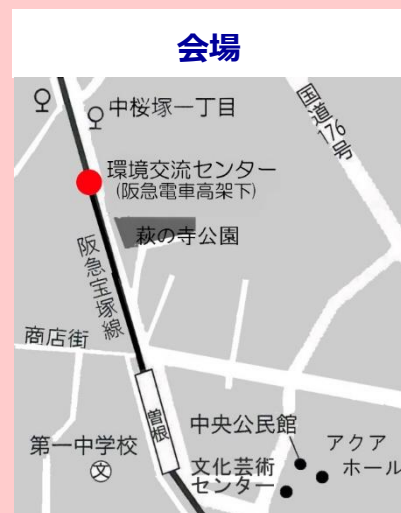 会場
中桜塚一丁目
国道176号
環境交流センター
(阪急電車高架下)
萩の寺公園
阪急宝塚線
商店街
曽根
中央公民館
第一中学校
文
アクア
ホール
文化芸術
センター